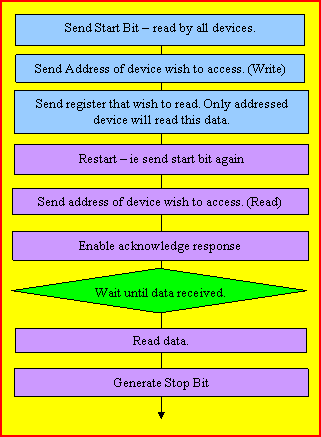 Send Start Bit – read by all devices.
Send Address of device wish to access. (Write)
Send register that wish to read. Only addressed
device will read this data.
Restart – ie send start bit again
Send address of device wish to access. (Read)
Enable acknowledge response
Wait until data received.
Read data.
Generate Stop Bit